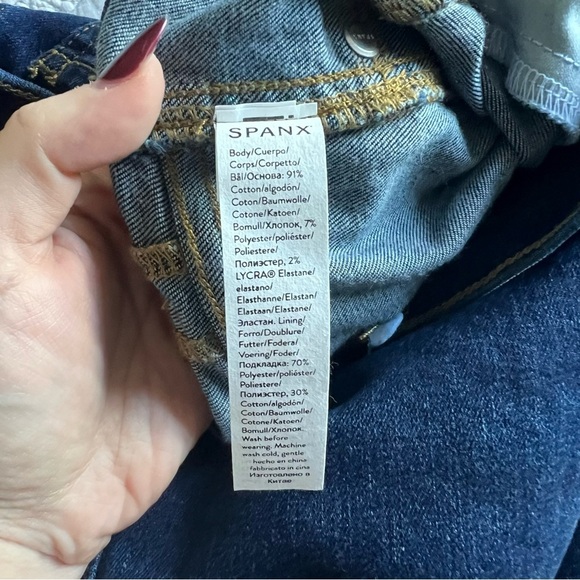 SPANX
Body/Cuerpo/
Corps/Corpetto/
Bål/Основа: 91%
Cotton/algodón/
Coton/Baumwolle/
Cotone/Katoen/
Bomull/Хлопок, 7%
Polyester/poliéster/
Poliestere/
Полиэстер, 2%
LYCRA® Elastane/
elastano/
Elasthanne/Elastan/
Elastaan/Elastane/
Эластан. Lining/
Forro/Doublure/
Futter/Fodera/
Voering/Foder/
Подкладка: 70%
Polyester/poliéster/
Poliestere/
Полиэстер, 30%
Cotton/algodón/
Coton/Baumwolle/
Cotone/Katoen/
Bomull/Хлопок.
Wash before
wearing. Machine
wash cold, gentle
hecho en china
fabbricato in cina
Изготовлено в
Китае